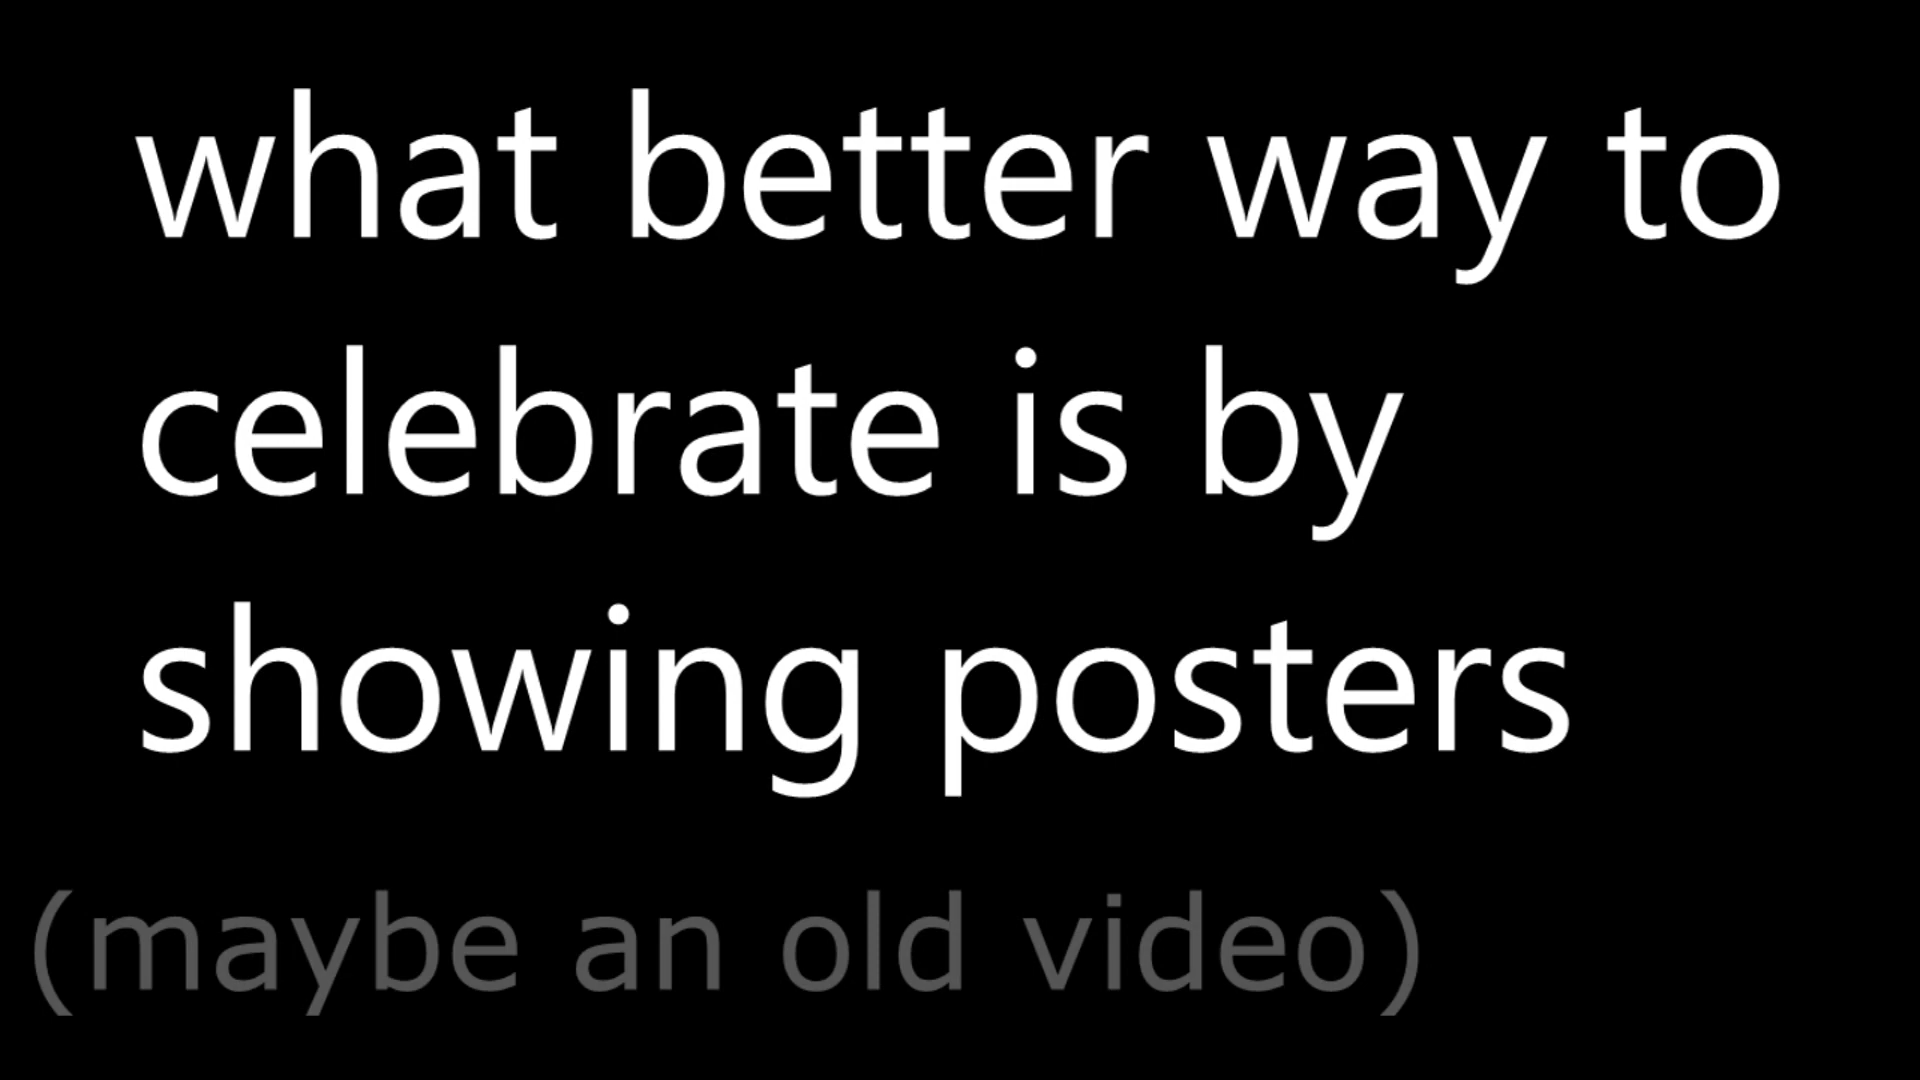 what better way to
celebrate is by
showing posters
(maybe an old video)